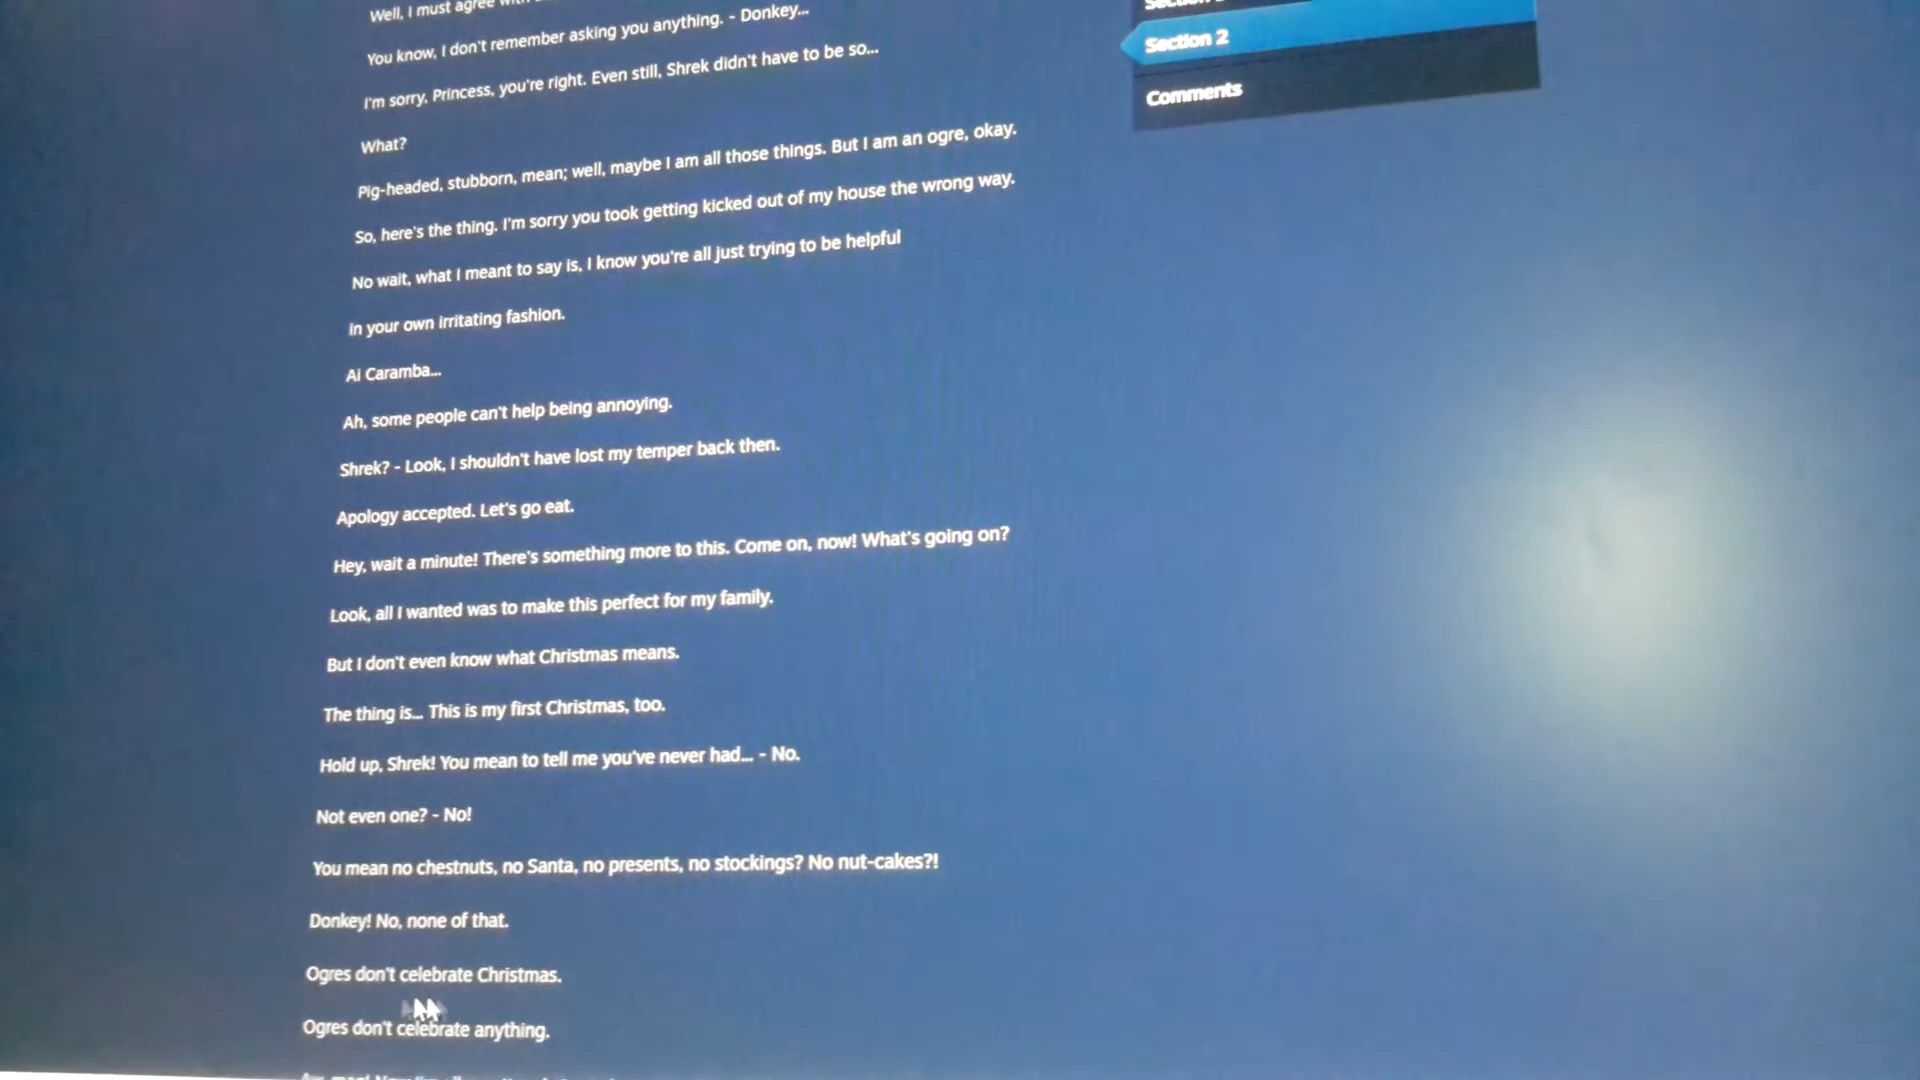 Well, I must agree
You know, I don't remember asking you anything. - Donkey...
I'm sorry, Princess, you're right. Even still, Shrek didn't have to be so...
What?
Pig-headed, stubborn, mean; well, maybe I am all those things. But I am an ogre, okay.
So, here's the thing. I'm sorry you took getting kicked out of my house the wrong way.
No wait, what I meant to say is, I know you're all just trying to be helpful
in your own irritating fashion.
Ai Caramba...
Ah, some people can't help being annoying.
Shrek? - Look, I shouldn't have lost my temper back then.
Apology accepted. Let's go eat.
Hey, wait a minute! There's something more to this. Come on, now! What's going on?
Look, all I wanted was to make this perfect for my family.
But I don't even know what Christmas means.
The thing is... This is my first Christmas, too.
Hold up, Shrek! You mean to tell me you've never had... - No.
Not even one? - No!
You mean no chestnuts, no Santa, no presents, no stockings? No nut-cakes?!
Donkey! No, none of that.
Ogres don't celebrate Christmas.
Ogres don't celebrate anything.
Section
Section 2
Comments